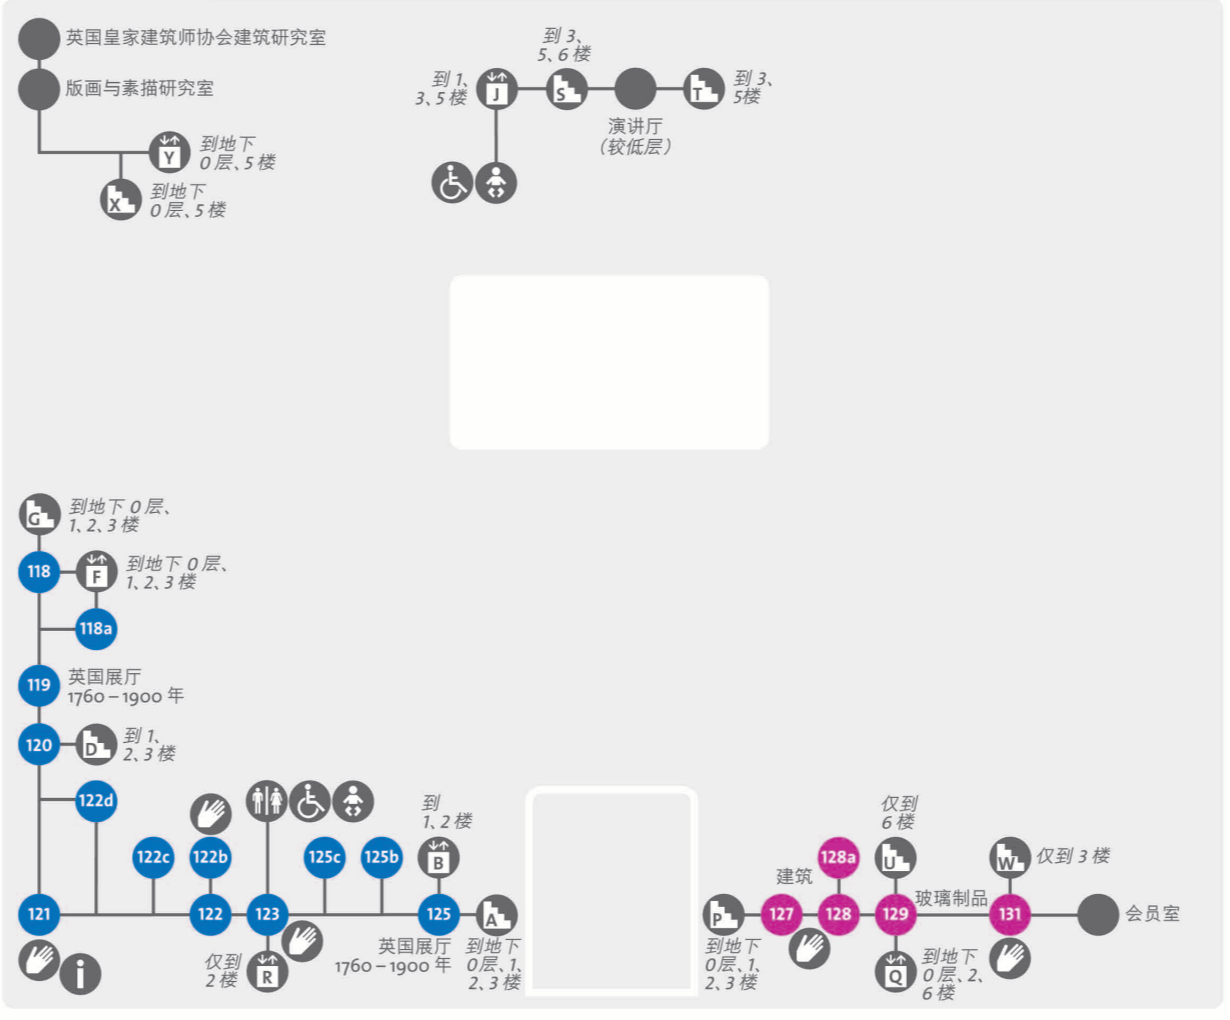 英国皇家建筑师协会建筑研究室
版画与素描研究室
Y
到地下
0 层、5 楼
X
到地下
0 层、5 楼
到 1、
3、5 楼
J
到 3、
5、6 楼
S
演讲厅
（较低层）
T
到 3、
5楼
G
到地下 0 层、
1、2、3 楼
118
F
到地下 0 层、
1、2、3 楼
118a
119
英国展厅
1760 – 1900 年
120
D
到 1、
2、3 楼
122d
122c
122b
125c
125b
到
1、2 楼
B
121
122
123
125
A
i
仅到
2 楼
R
英国展厅
1760 – 1900 年
到地下
0层、1、
2、3 楼
仅到
6 楼
建筑
128a
U
W
仅到 3 楼
玻璃制品
P
127
128
129
131
会员室
到地下
0层、1、
2、3 楼
Q
到地下
0 层、2、
6 楼